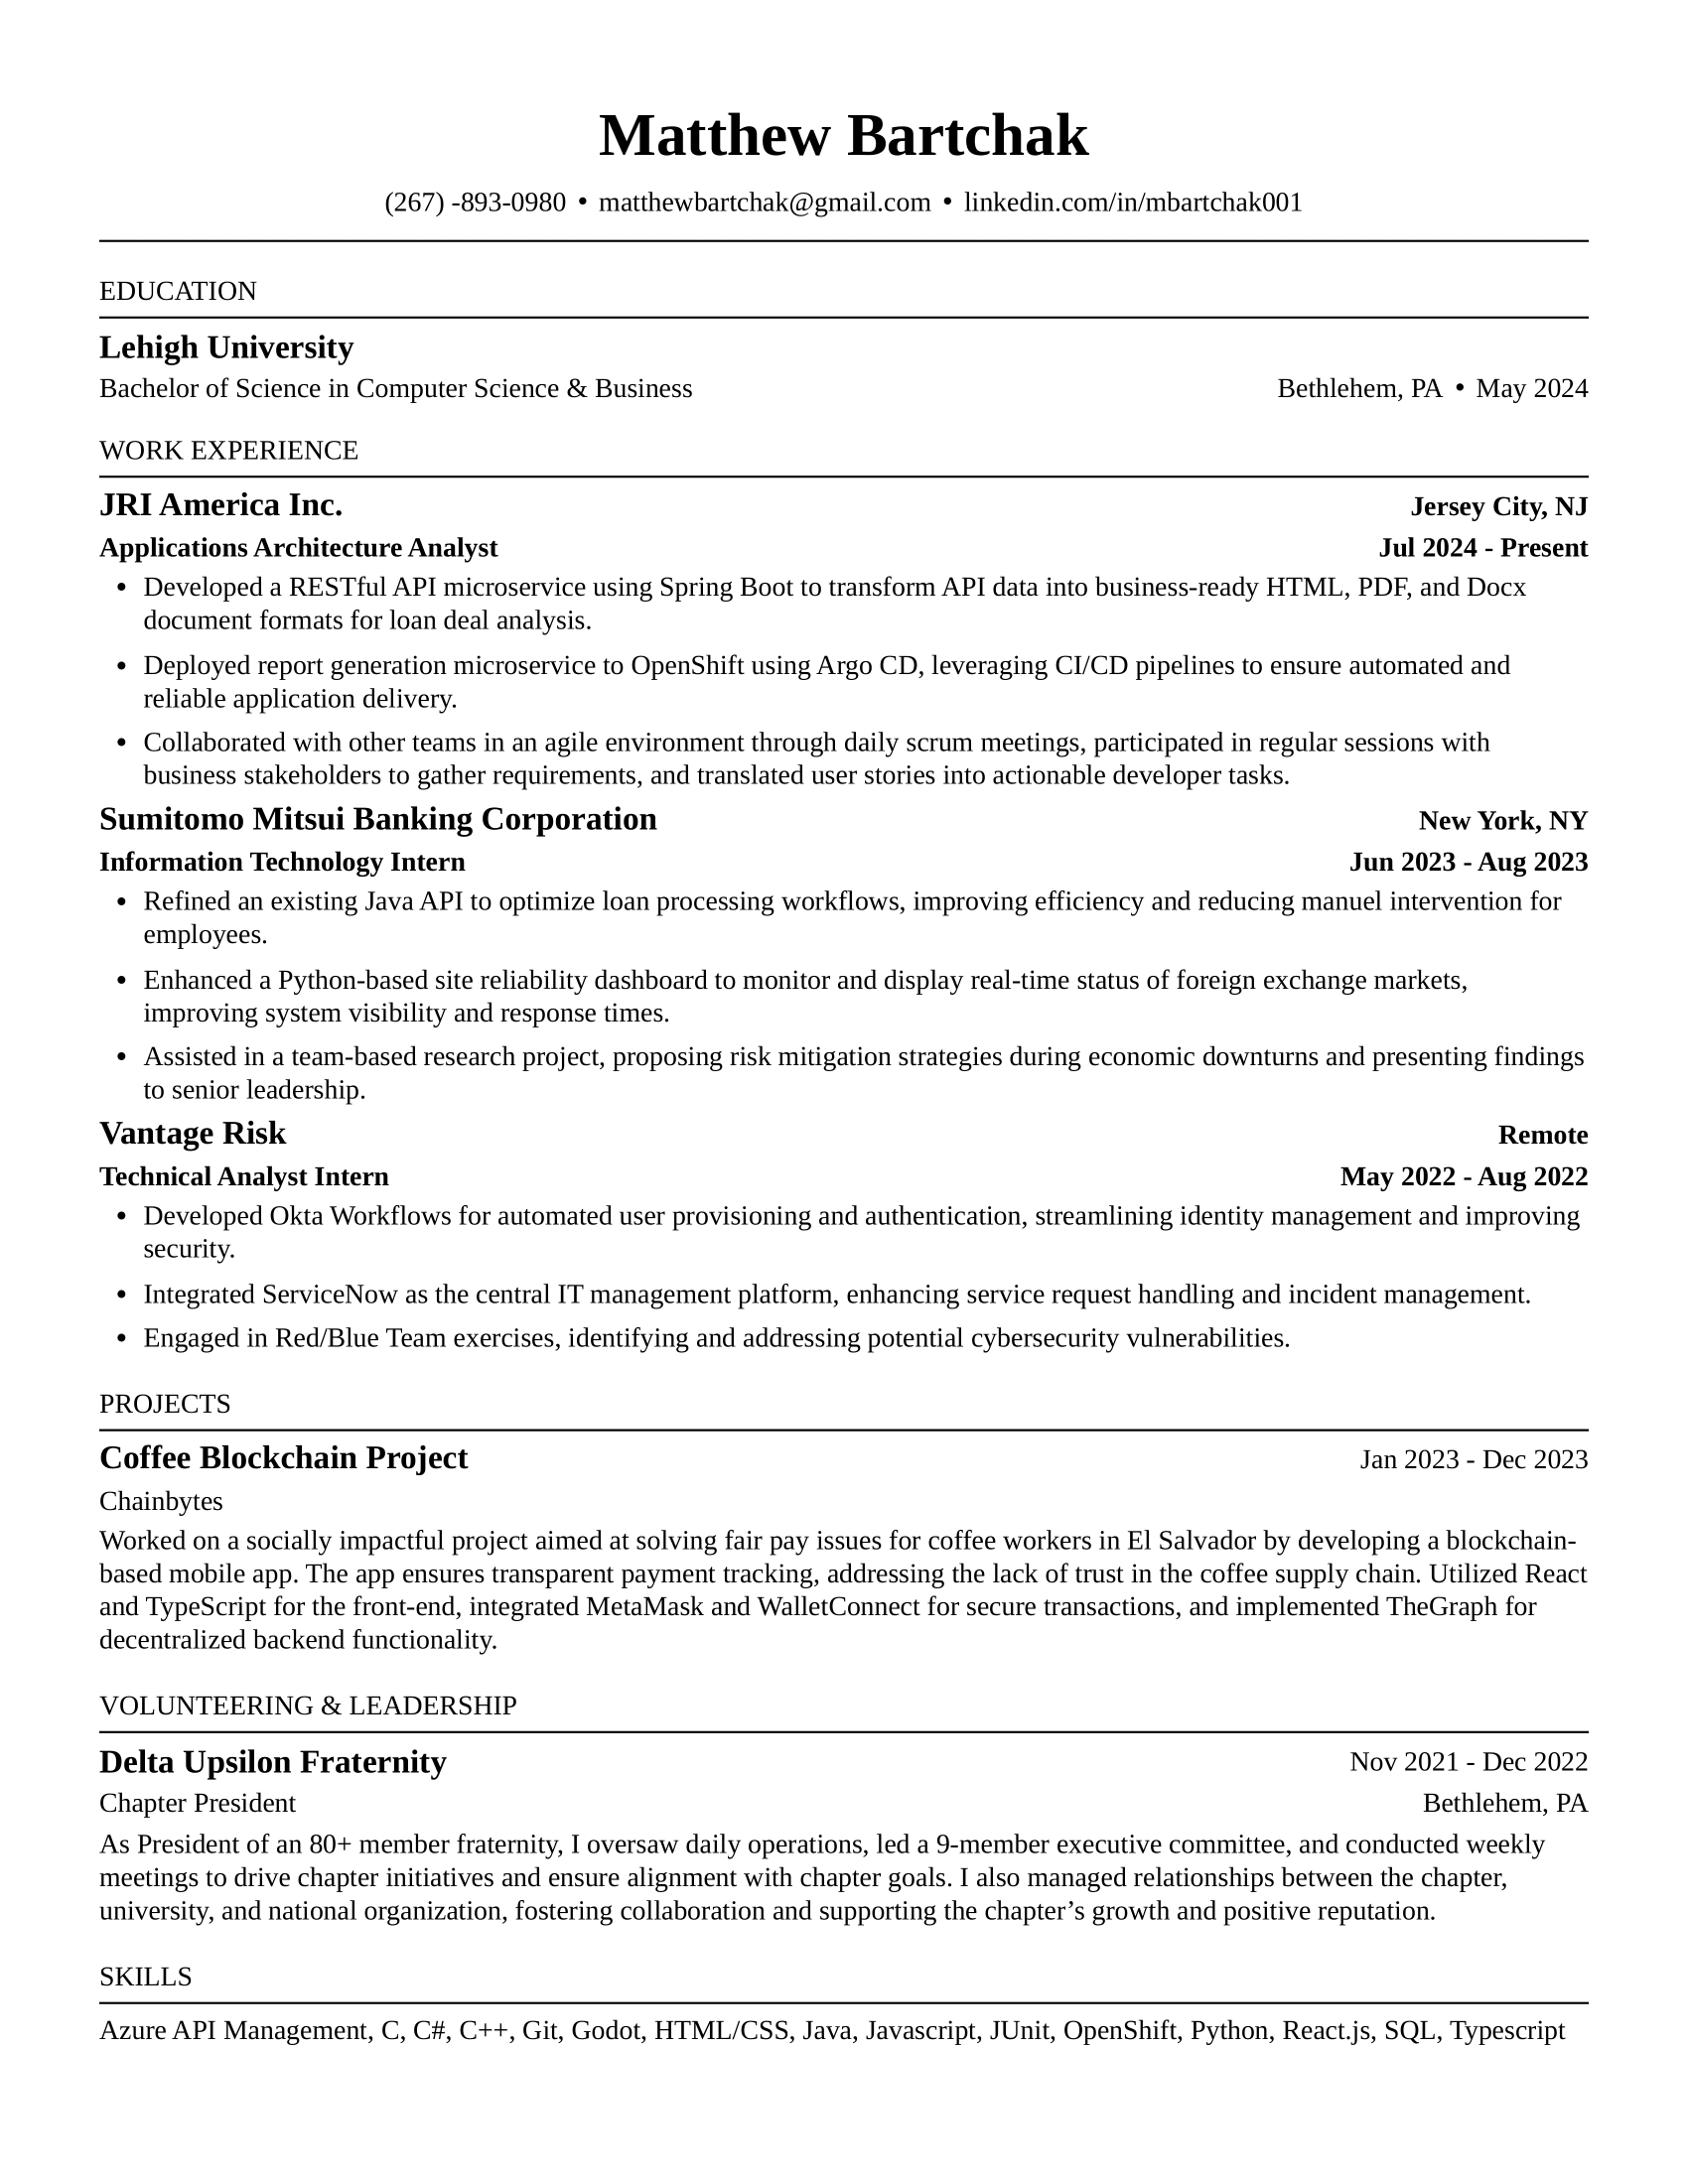 Matthew Bartchak
(267) -893-0980 • matthewbartchak@gmail.com • linkedin.com/in/mbartchak001
EDUCATION
Lehigh University
Bachelor of Science in Computer Science & Business Bethlehem, PA • May 2024
WORK EXPERIENCE
JRI America Inc. Jersey City, NJ
Applications Architecture Analyst Jul 2024 - Present
• Developed a RESTful API microservice using Spring Boot to transform API data into business-ready HTML, PDF, and Docx
document formats for loan deal analysis.
• Deployed report generation microservice to OpenShift using Argo CD, leveraging CI/CD pipelines to ensure automated and
reliable application delivery.
• Collaborated with other teams in an agile environment through daily scrum meetings, participated in regular sessions with
business stakeholders to gather requirements, and translated user stories into actionable developer tasks.
Sumitomo Mitsui Banking Corporation New York, NY
Information Technology Intern Jun 2023 - Aug 2023
• Refined an existing Java API to optimize loan processing workflows, improving efficiency and reducing manuel intervention for
employees.
• Enhanced a Python-based site reliability dashboard to monitor and display real-time status of foreign exchange markets,
improving system visibility and response times.
• Assisted in a team-based research project, proposing risk mitigation strategies during economic downturns and presenting findings
to senior leadership.
Vantage Risk Remote
Technical Analyst Intern May 2022 - Aug 2022
• Developed Okta Workflows for automated user provisioning and authentication, streamlining identity management and improving
security.
• Integrated ServiceNow as the central IT management platform, enhancing service request handling and incident management.
• Engaged in Red/Blue Team exercises, identifying and addressing potential cybersecurity vulnerabilities.
PROJECTS
Coffee Blockchain Project Jan 2023 - Dec 2023
Chainbytes
Worked on a socially impactful project aimed at solving fair pay issues for coffee workers in El Salvador by developing a blockchain-
based mobile app. The app ensures transparent payment tracking, addressing the lack of trust in the coffee supply chain. Utilized React
and TypeScript for the front-end, integrated MetaMask and WalletConnect for secure transactions, and implemented TheGraph for
decentralized backend functionality.
VOLUNTEERING & LEADERSHIP
Delta Upsilon Fraternity Nov 2021 - Dec 2022
Chapter President Bethlehem, PA
As President of an 80+ member fraternity, I oversaw daily operations, led a 9-member executive committee, and conducted weekly
meetings to drive chapter initiatives and ensure alignment with chapter goals. I also managed relationships between the chapter,
university, and national organization, fostering collaboration and supporting the chapter’s growth and positive reputation.
SKILLS
Azure API Management, C, C#, C++, Git, Godot, HTML/CSS, Java, Javascript, JUnit, OpenShift, Python, React.js, SQL, Typescript